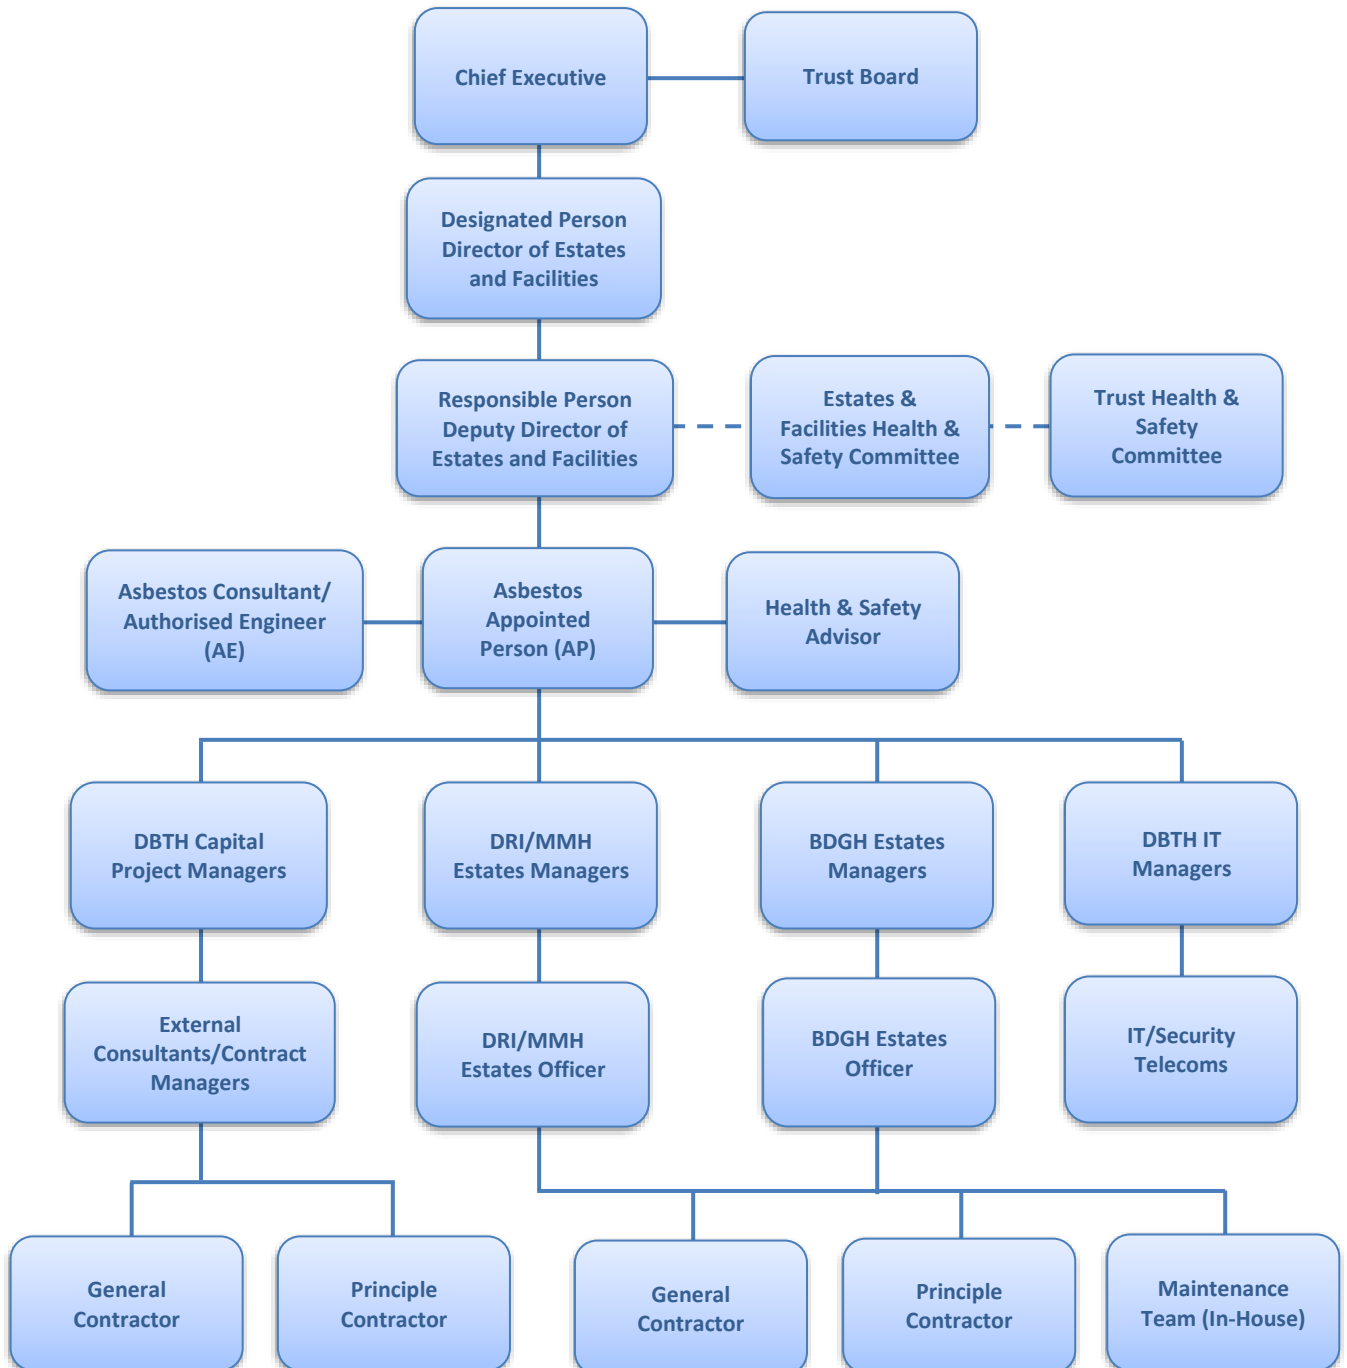 Chief Executive
Trust Board
Designated Person
Director of Estates
and Facilities
Responsible Person
Deputy Director of
Estates and Facilities
Estates &
Facilities Health &
Safety Committee
Trust Health &
Safety
Committee
Asbestos Consultant/
Authorised Engineer
(AE)
Asbestos
Appointed
Person (AP)
Health & Safety
Advisor
DBTH Capital
Project Managers
DRI/MMH
Estates Managers
BDGH Estates
Managers
DBTH IT
Managers
External
Consultants/Contract
Managers
DRI/MMH
Estates Officer
BDGH Estates
Officer
IT/Security
Telecoms
General
Contractor
Principle
Contractor
General
Contractor
Principle
Contractor
Maintenance
Team (In-House)